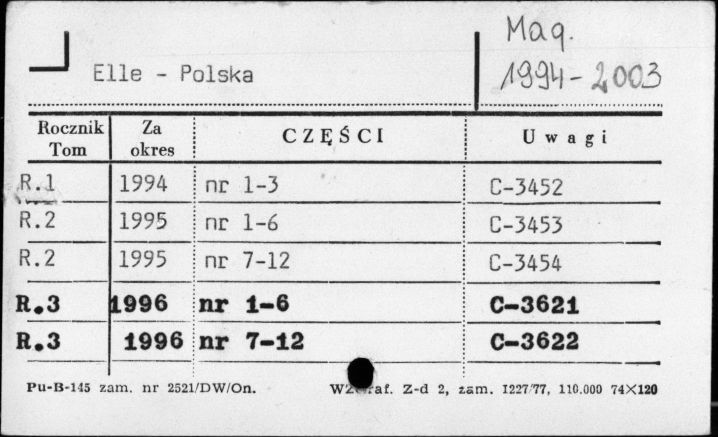 Mag.
Elle - Polska
1994-2003
Rocznik Tom Za okres CZĘŚCI Uwagi
R.1 1994 nr 1-3 C-3452
R.2 1995 nr 1-6 C-3453
R.2 1995 nr 7-12 C-3454
R.3 1996 nr 1-6 C-3621
R.3 1996 nr 7-12 C-3622
Pu-B-145 zam. nr 2521/DW/On. Z-d 2, zam. 1227/77, 110.000 74×120